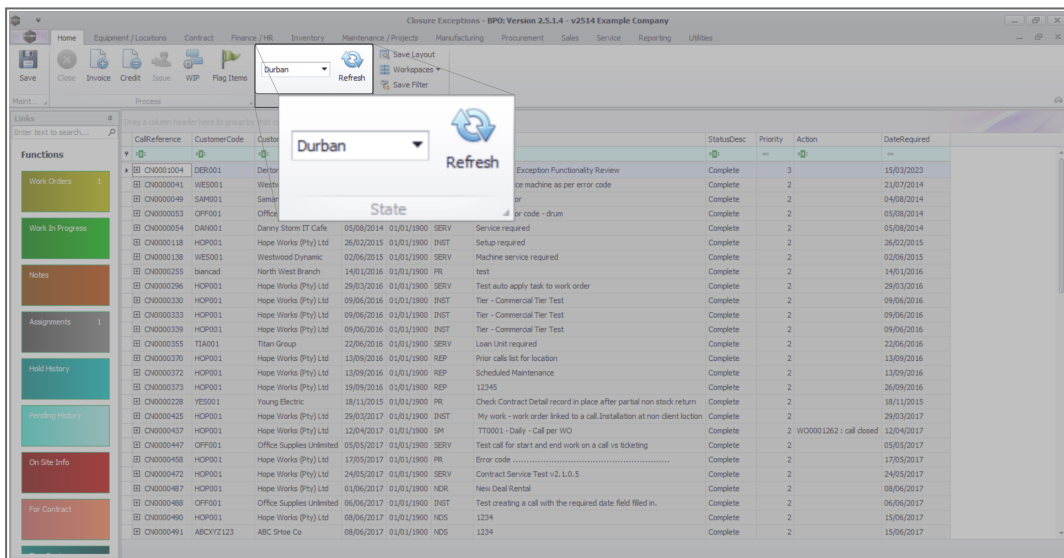 Closure Exceptions - BPO: Version 2.5.1.4 - v2514 Example Company
Home Equipment / Locations Contract Finance / HR Inventory Maintenance / Projects Manufacturing Procurement Sales Service Reporting Utilities
Save Close Invoice Credit Issue WIP Flag Items Durban Refresh Save Layout
Workspaces
Save Filter
Maint... Process
Durban Refresh
State
Links
Drag a column header here to group by that
Enter text to search...
Functions
Work Orders 1
Work In Progress
Notes
Assignments 1
Hold History
Pending History
On Site Info
For Contract
CallReference CustomerCode StatusDesc Priority Action DateRequired
CN0001004 DER001 Exception Functionality Review Complete 3 15/03/2023
CN0000041 WES001 ce machine as per error code Complete 2 21/07/2014
CN0000049 SAM001 or Complete 2 04/08/2014
CN0000053 OFF001 Office or code - drum Complete 2 05/08/2014
CN0000054 DAN001 Danny Storm IT Cafe 05/08/2014 01/01/1900 SERV Service required Complete 2 05/08/2014
CN0000118 HOP001 Hope Works (Pty) Ltd 26/02/2015 01/01/1900 INST Setup required Complete 2 26/02/2015
CN0000138 WES001 Westwood Dynamic 02/06/2015 01/01/1900 SERV Machine service required Complete 2 02/06/2015
CN0000255 biancad North West Branch 14/01/2016 01/01/1900 PR test Complete 2 14/01/2016
CN0000296 HOP001 Hope Works (Pty) Ltd 29/03/2016 01/01/1900 SERV Test auto apply task to work order Complete 2 29/03/2016
CN0000330 HOP001 Hope Works (Pty) Ltd 09/06/2016 01/01/1900 INST Tier - Commercial Tier Test Complete 2 09/06/2016
CN0000333 HOP001 Hope Works (Pty) Ltd 09/06/2016 01/01/1900 INST Tier - Commercial Tier Test Complete 2 09/06/2016
CN0000339 HOP001 Hope Works (Pty) Ltd 09/06/2016 01/01/1900 INST Tier - Commercial Tier Test Complete 2 09/06/2016
CN0000355 TIA001 Titan Group 22/06/2016 01/01/1900 SERV Loan Unit required Complete 2 22/06/2016
CN0000370 HOP001 Hope Works (Pty) Ltd 13/09/2016 01/01/1900 REP Prior calls list for location Complete 2 13/09/2016
CN0000372 HOP001 Hope Works (Pty) Ltd 13/09/2016 01/01/1900 REP Scheduled Maintenance Complete 2 13/09/2016
CN0000373 HOP001 Hope Works (Pty) Ltd 19/09/2016 01/01/1900 REP 12345 Complete 2 26/09/2016
CN0000228 YES001 Young Electric 18/11/2015 01/01/1900 PR Check Contract Detail record in place after partial non stock return Complete 2 18/11/2015
CN0000425 HOP001 Hope Works (Pty) Ltd 29/03/2017 01/01/1900 INST My work - work order linked to a call.Installation at non client loction Complete 2 29/03/2017
CN0000437 HOP001 Hope Works (Pty) Ltd 12/04/2017 01/01/1900 SM TT0001 - Daily - Call per WO Complete 2 WO0001262 : call closed 12/04/2017
CN0000447 OFF001 Office Supplies Unlimited 05/05/2017 01/01/1900 SERV Test call for start and end work on a call vs ticketing Complete 2 05/05/2017
CN0000458 HOP001 Hope Works (Pty) Ltd 17/05/2017 01/01/1900 PR Error code ................................................ Complete 2 17/05/2017
CN0000472 HOP001 Hope Works (Pty) Ltd 24/05/2017 01/01/1900 SERV Contract Service Test v2.1.0.5 Complete 2 24/05/2017
CN0000487 HOP001 Hope Works (Pty) Ltd 01/06/2017 01/01/1900 NDR New Deal Rental Complete 2 08/06/2017
CN0000488 OFF001 Office Supplies Unlimited 06/06/2017 01/01/1900 INST Test creating a call with the required date field filled in. Complete 2 06/06/2017
CN0000490 HOP001 Hope Works (Pty) Ltd 08/06/2017 01/01/1900 NDS 1234 Complete 2 15/06/2017
CN0000491 ABCXYZ123 ABC SHoe Co 08/06/2017 01/01/1900 NDS 1234 Complete 2 15/06/2017